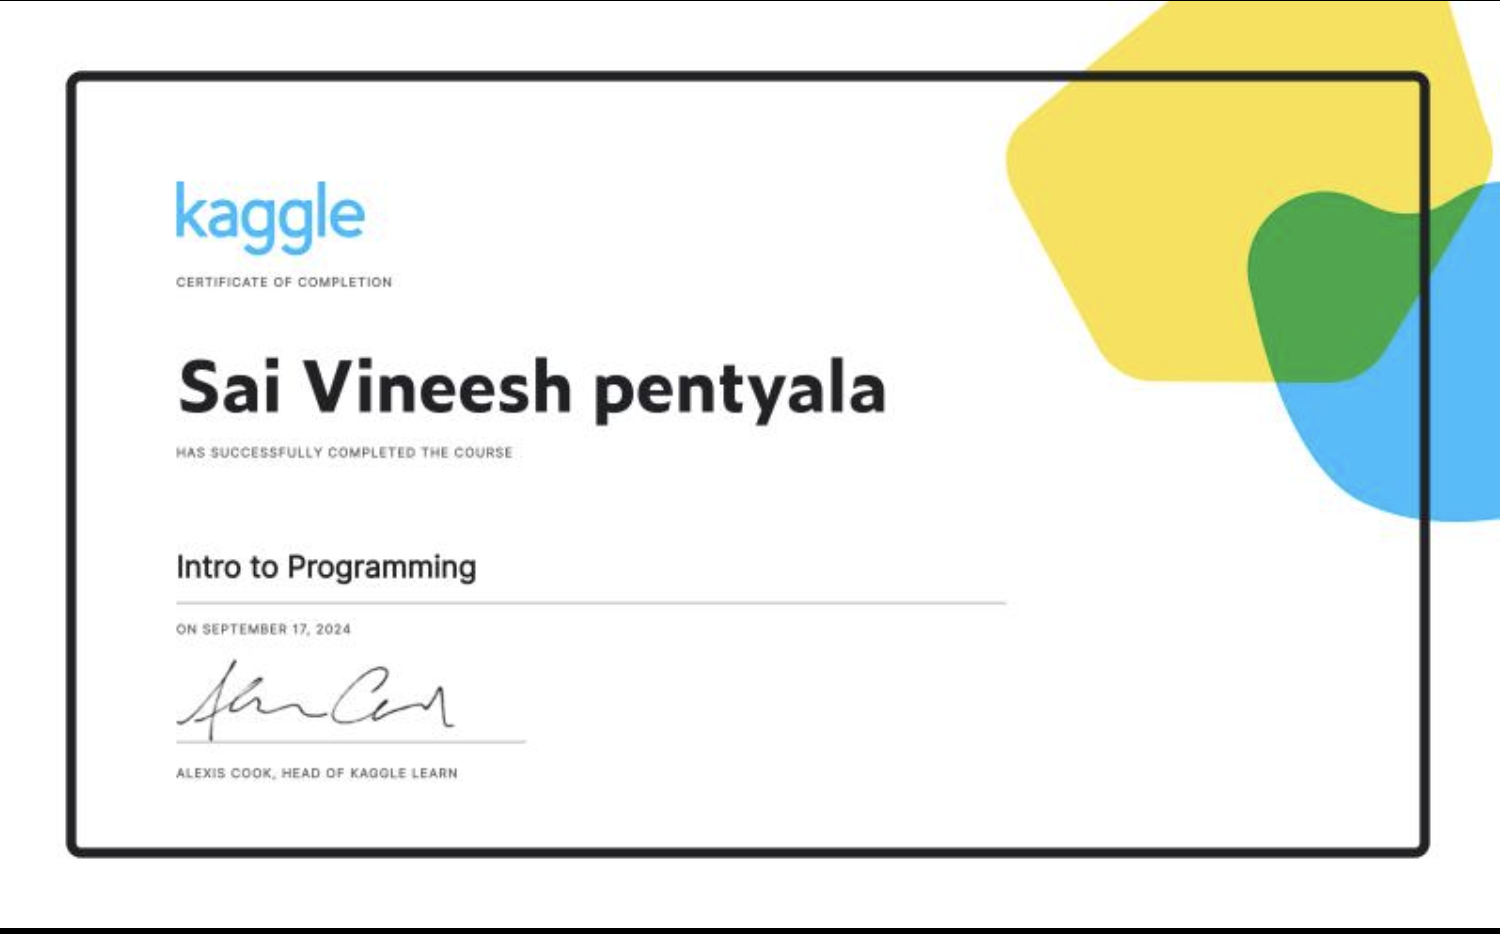 kaggle
CERTIFICATE OF COMPLETION
Sai Vineesh pentyala
HAS SUCCESSFULLY COMPLETED THE COURSE
Intro to Programming
ON SEPTEMBER 17, 2024
ALEXIS COOK, HEAD OF KAGGLE LEARN